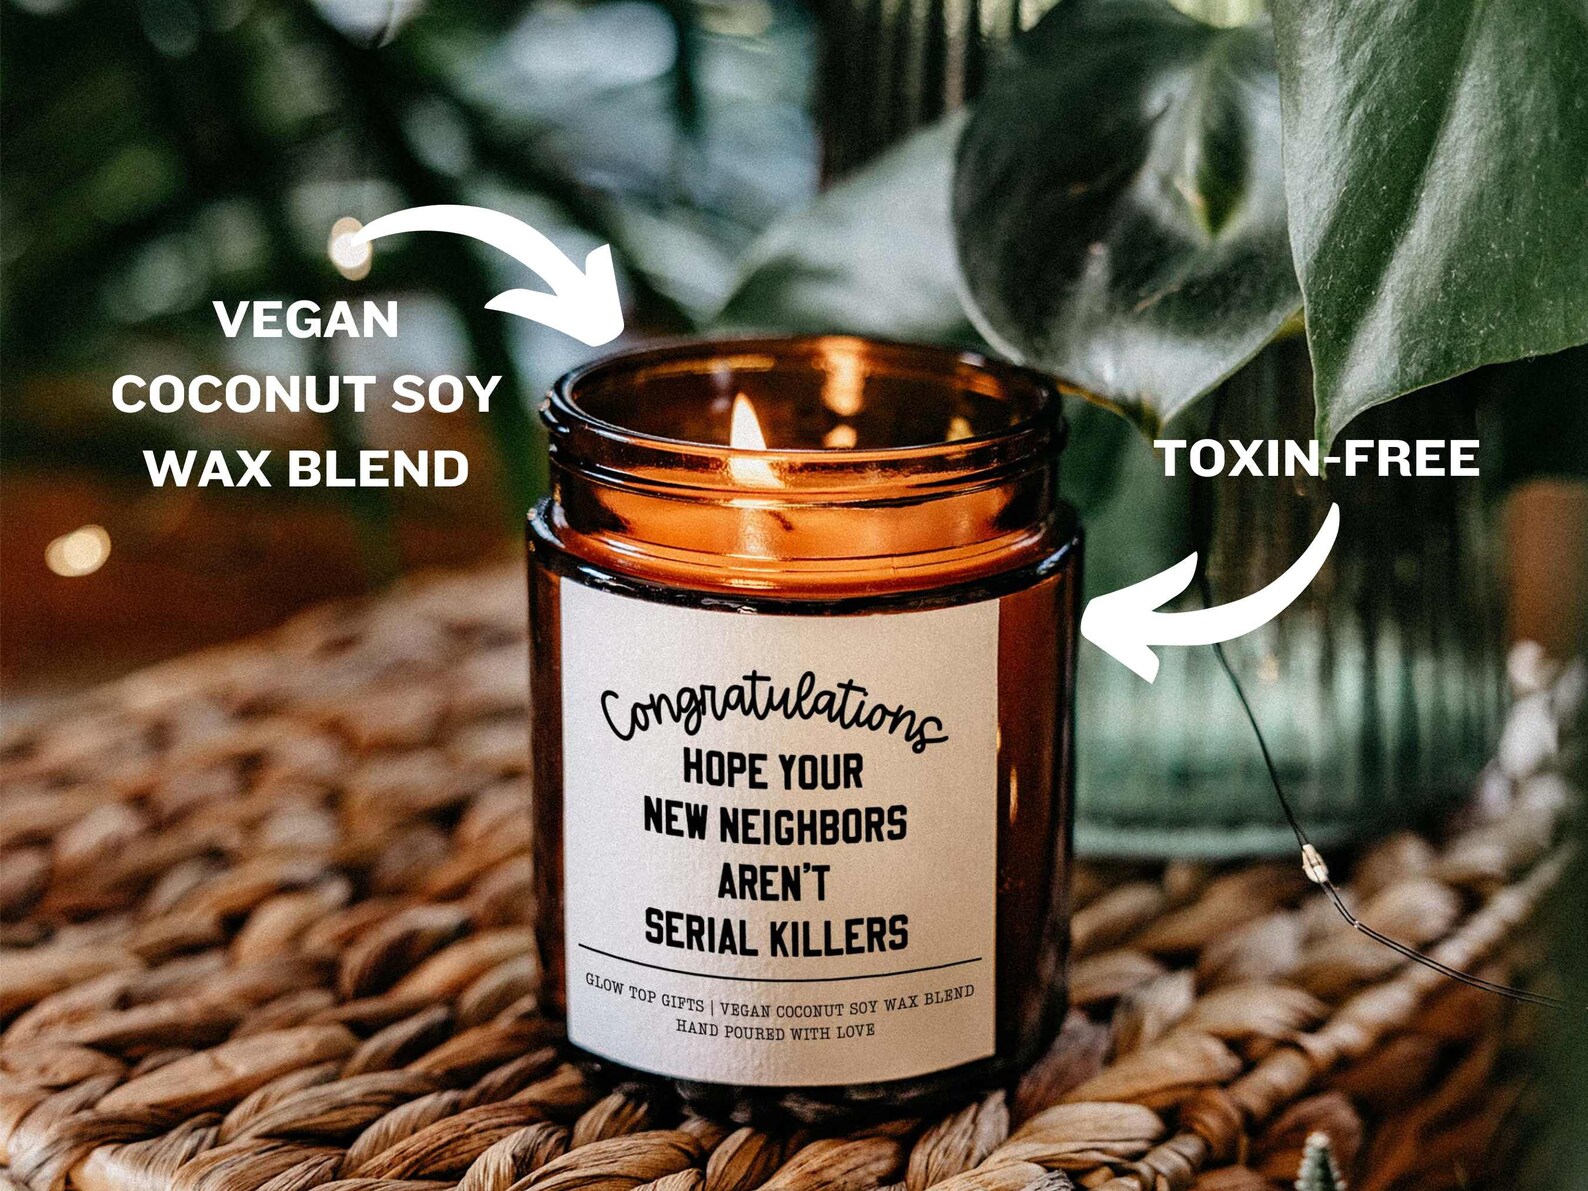 VEGAN
COCONUT SOY
WAX BLEND
TOXIN-FREE
Congratulations
HOPE YOUR
NEW NEIGHBORS
AREN'T
SERIAL KILLERS
GLOW TOP GIFTS | VEGAN COCONUT SOY WAX BLEND
HAND POURED WITH LOVE